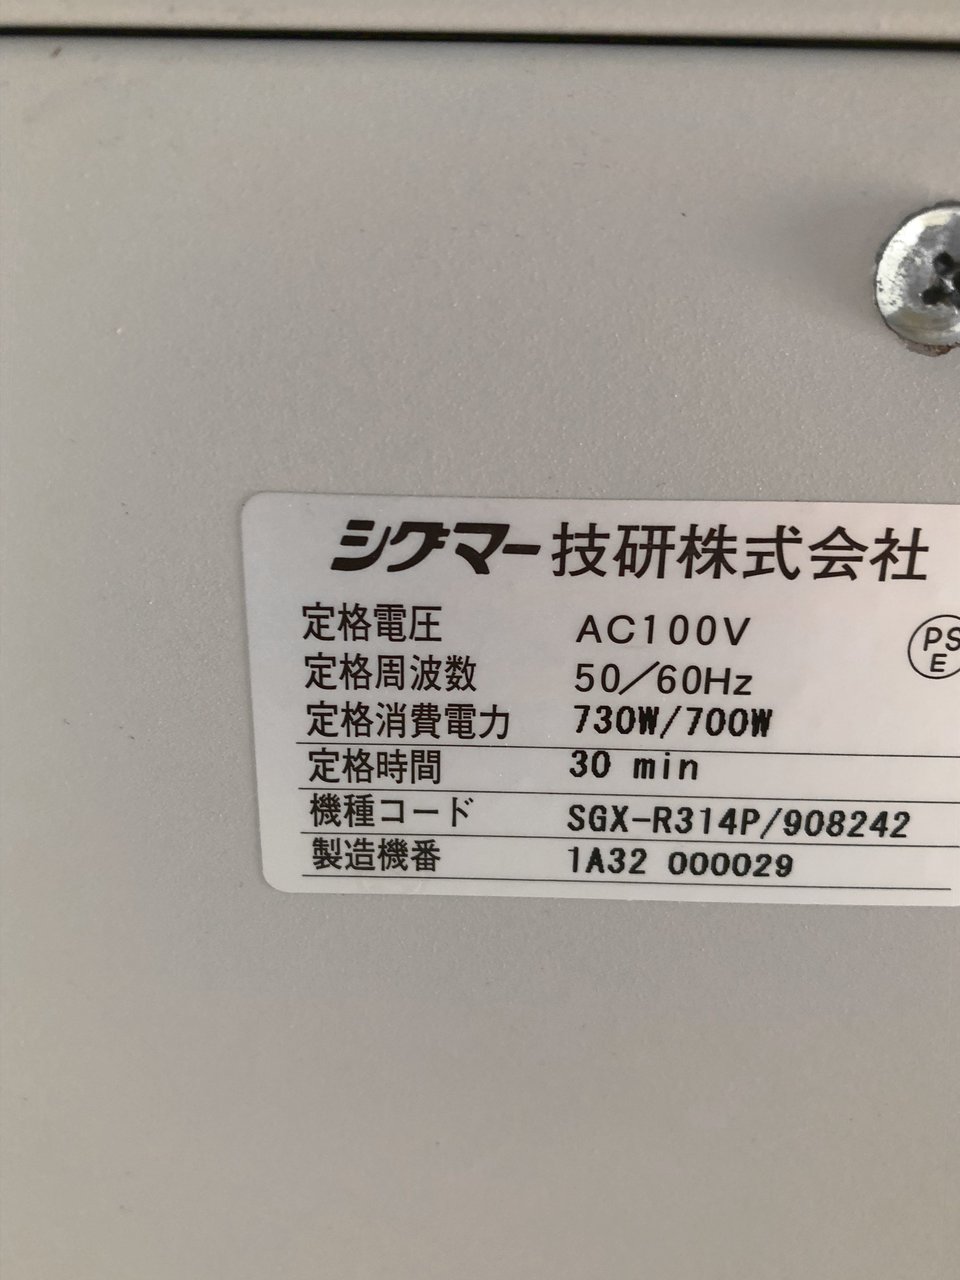 シグマー技研株式会社
定格電圧 AC100V
定格周波数 50/60Hz
定格消費電力 730W/700W
定格時間 30 min
機種コード SGX-R314P/908242
製造機番 1A32 000029
PS
E